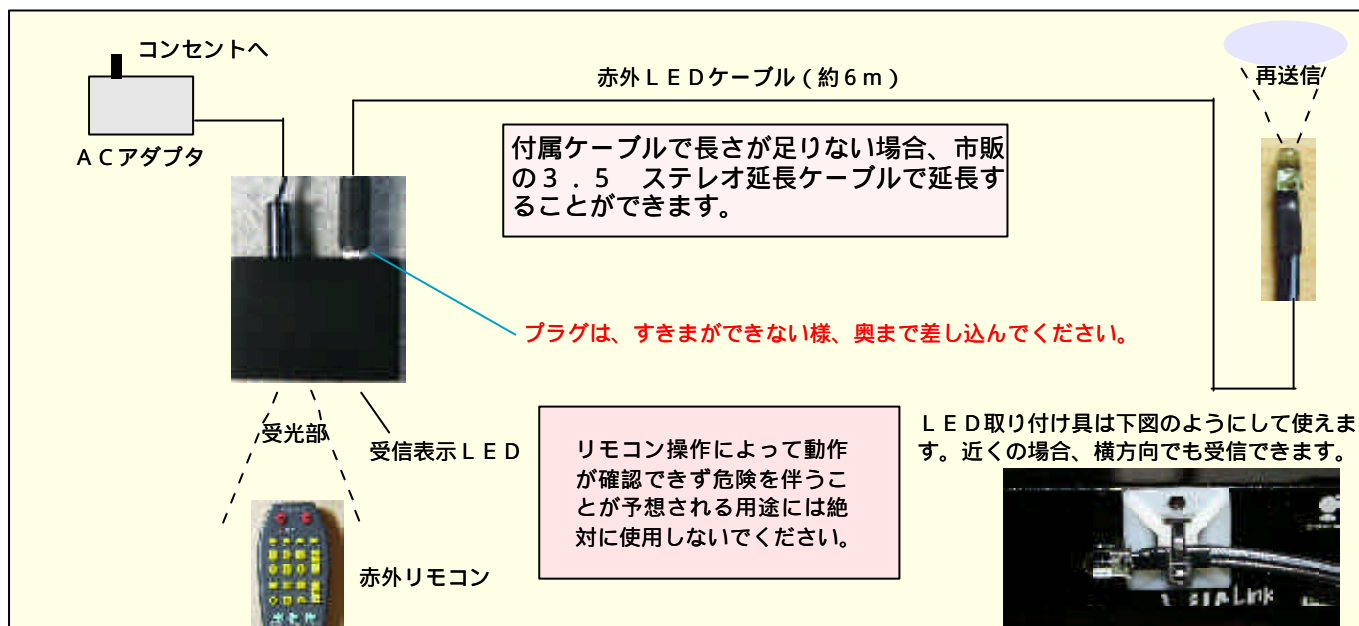 コンセントへ
ACアダプタ
赤外LEDケーブル(約6m)
再送信
付属ケーブルで長さが足りない場合、市販
の3.5 ステレオ延長ケーブルで延長す
ることができます。
プラグは、すきまができない様、奥まで差し込んでください。
受光部
受信表示LED
赤外リモコン
リモコン操作によって動作
が確認できず危険を伴うこ
とが予想される用途には絶
対に使用しないでください。
LED取り付け具は下図のようにして使えま
す。近くの場合、横方向でも受信できます。
Link